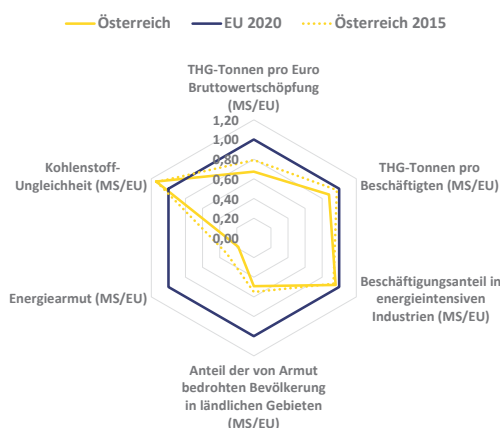 Österreich EU 2020 Österreich 2015
THG-Tonnen pro Euro
Bruttowertschöpfung
(MS/EU)
1,20
1,00
0,80
0,60
0,40
0,20
0,00
THG-Tonnen pro
Beschäftigten (MS/EU)
Beschäftigungsanteil in
energieintensiven
Industrien (MS/EU)
Anteil der von Armut
bedrohten Bevölkerung
in ländlichen Gebieten
(MS/EU)
Energiearmut (MS/EU)
Kohlenstoff-
Ungleichheit (MS/EU)